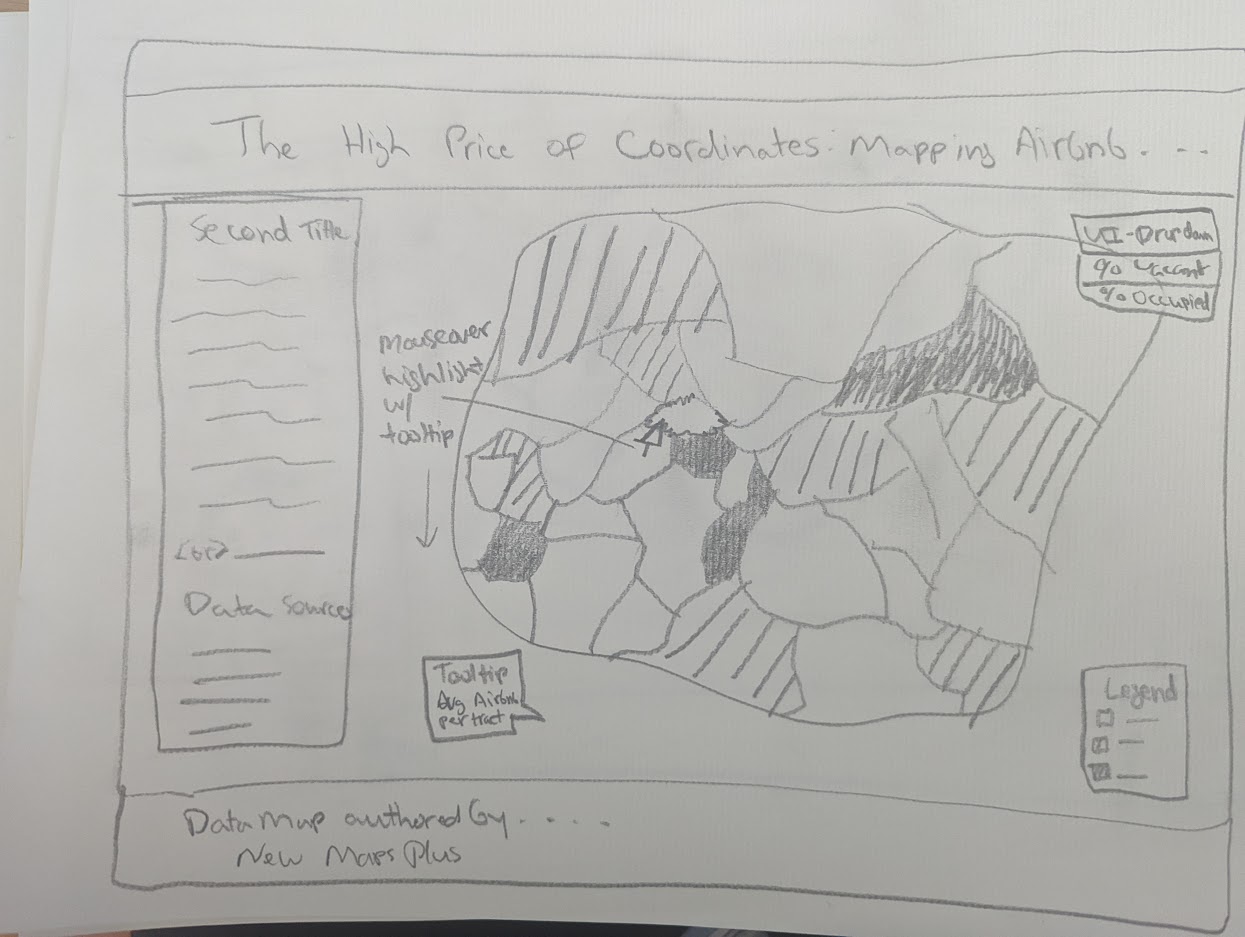 The High Price of Coordinates: Mapping Airbnb. . . .
Second Title
Mouseover
highlight
w/
tooltip
UI-Dropdown
% Vacant
% Occupied
<br>
Data Sources
Tooltip
Avg Airbnb
per tract
Legend
Data Map authored by. . . . .
New Maps Plus